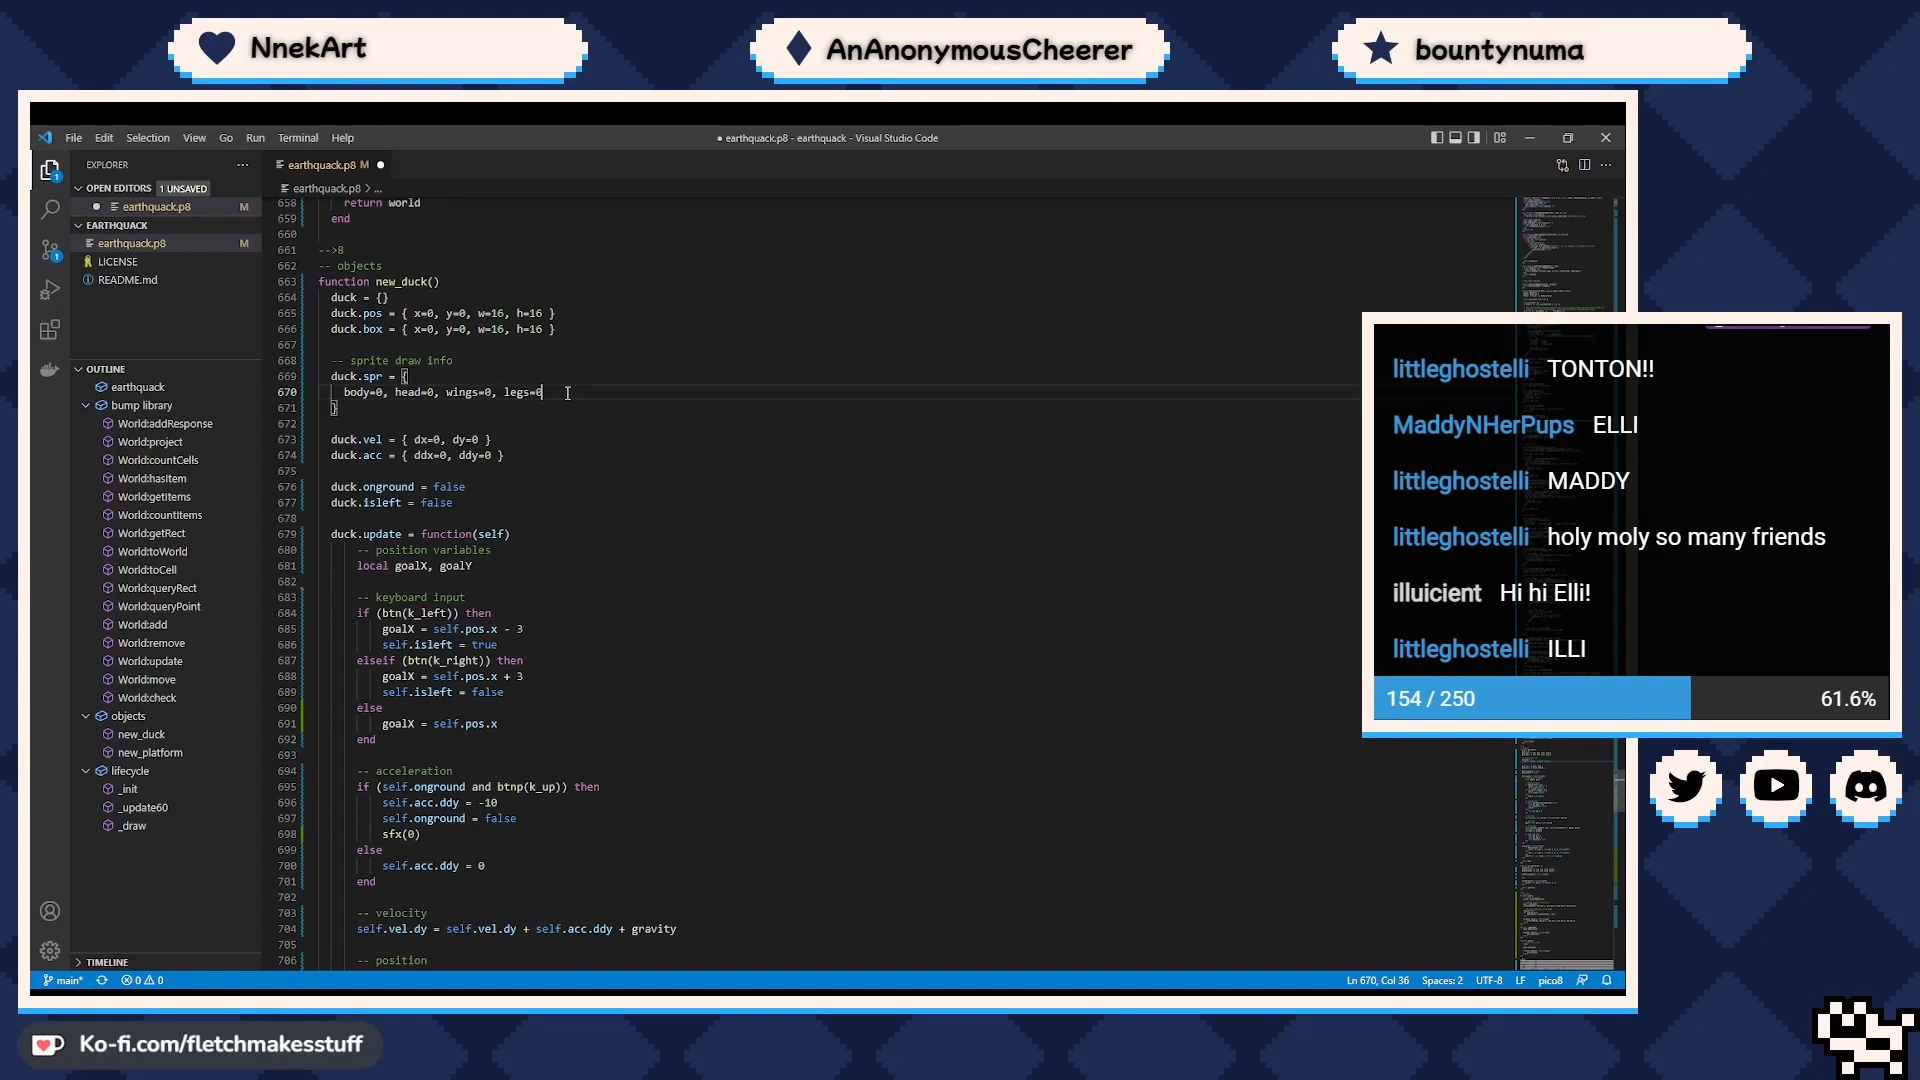 NnekArt
AnAnonymousCheerer
bountynuma
File Edit Selection View Go Run Terminal Help
● earthquack.p8 - earthquack - Visual Studio Code
EXPLORER
OPEN EDITORS 1 UNSAVED
earthquack.p8 M
EARTHQUACK
earthquack.p8 M
LICENSE
README.md
OUTLINE
earthquack
bump library
World:addResponse
World:project
World:countCells
World:hasItem
World:getItems
World:countItems
World:getRect
World:toWorld
World:toCell
World:queryRect
World:queryPoint
World:add
World:remove
World:update
World:move
World:check
objects
new_duck
new_platform
lifecycle
_init
_update60
_draw
TIMELINE
earthquack.p8 M ●
earthquack.p8 > ...
658 return world
659 end
660
661 -->8
662 -- objects
663 function new_duck()
664 duck = {}
665 duck.pos = { x=0, y=0, w=16, h=16 }
666 duck.box = { x=0, y=0, w=16, h=16 }
667
668 -- sprite draw info
669 duck.spr = {
670 body=0, head=0, wings=0, legs=0
671 }
672
673 duck.vel = { dx=0, dy=0 }
674 duck.acc = { ddx=0, ddy=0 }
675
676 duck.onground = false
677 duck.isleft = false
678
679 duck.update = function(self)
680 -- position variables
681 local goalX, goalY
682
683 -- keyboard input
684 if (btn(k_left)) then
685 goalX = self.pos.x - 3
686 self.isleft = true
687 elseif (btn(k_right)) then
688 goalX = self.pos.x + 3
689 self.isleft = false
690 else
691 goalX = self.pos.x
692 end
693
694 -- acceleration
695 if (self.onground and btnp(k_up)) then
696 self.acc.ddy = -10
697 self.onground = false
698 sfx(0)
699 else
700 self.acc.ddy = 0
701 end
702
703 -- velocity
704 self.vel.dy = self.vel.dy + self.acc.ddy + gravity
705
706 -- position
littleghostelli TONTON!!
MaddyNHerPups ELLI
littleghostelli MADDY
littleghostelli holy moly so many friends
illuicient Hi hi Elli!
littleghostelli ILLI
154 / 250 61.6%
main* 0 0 Ln 670, Col 36 Spaces: 2 UTF-8 LF pico8
Ko-fi.com/fletchmakesstuff